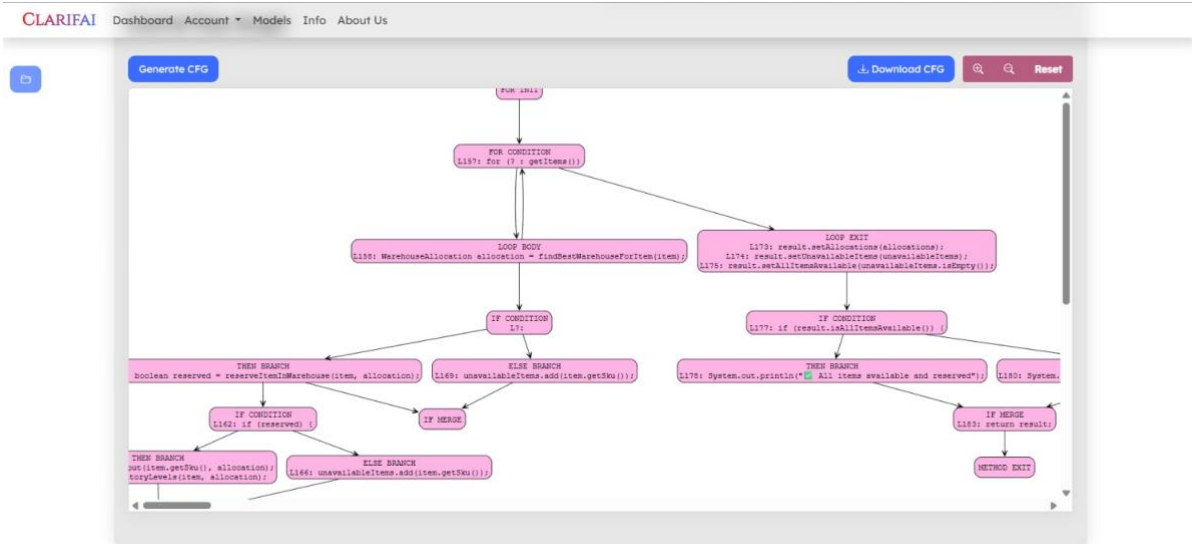 CLARIFAI Dashboard Account Models Info About Us
Generate CFG
Download CFG
Reset
FOR INIT
FOR CONDITION
L157: for (? : getItems())
LOOP BODY
L158: WarehouseAllocation allocation = findBestWarehouseForItem(item);
LOOP EXIT
L173: result.setAllocations(allocations);
L174: result.setUnavailableItems(unavailableItems);
L175: result.setAllItemsAvailable(unavailableItems.isEmpty());
IF CONDITION
L?:
IF CONDITION
L177: if (result.isAllItemsAvailable()) {
THEN BRANCH
boolean reserved = reserveItemInWarehouse(item, allocation);
ELSE BRANCH
L169: unavailableItems.add(item.getSku());
THEN BRANCH
L178: System.out.println("✅ All items available and reserved");
L180: System.
IF CONDITION
L162: if (reserved) {
IF MERGE
IF MERGE
L183: return result;
THEN BRANCH
put(item.getSku(), allocation);
toryLevels(item, allocation);
ELSE BRANCH
L166: unavailableItems.add(item.getSku());
METHOD EXIT